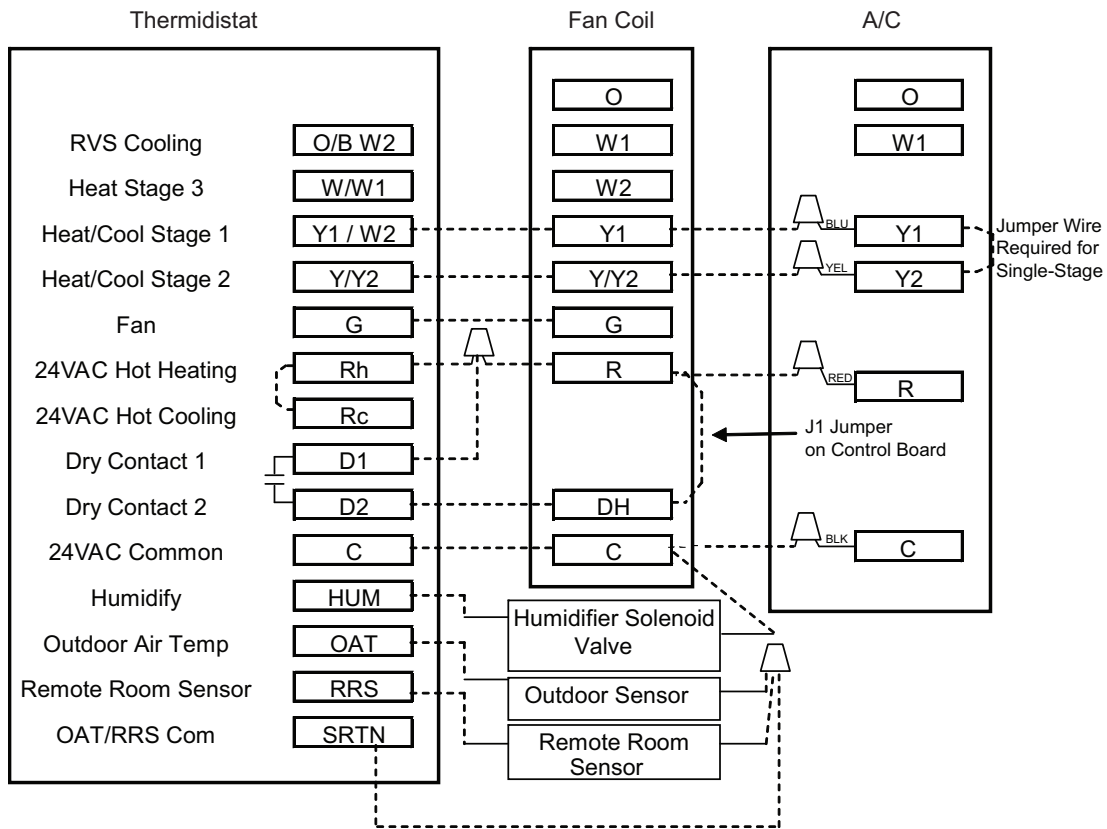 Thermidistat
Fan Coil
A/C
O
O
RVS Cooling
O/B W2
W1
W1
Heat Stage 3
W/W1
W2
Heat/Cool Stage 1
Y1 / W2
Y1
BLU
Y1
Jumper Wire
Required for
Single-Stage
Heat/Cool Stage 2
Y/Y2
Y/Y2
YEL
Y2
Fan
G
G
24VAC Hot Heating
Rh
R
RED
R
24VAC Hot Cooling
Rc
J1 Jumper
on Control Board
Dry Contact 1
D1
Dry Contact 2
D2
DH
24VAC Common
C
C
BLK
C
Humidify
HUM
Humidifier Solenoid
Valve
Outdoor Air Temp
OAT
Outdoor Sensor
Remote Room Sensor
RRS
Remote Room
Sensor
OAT/RRS Com
SRTN